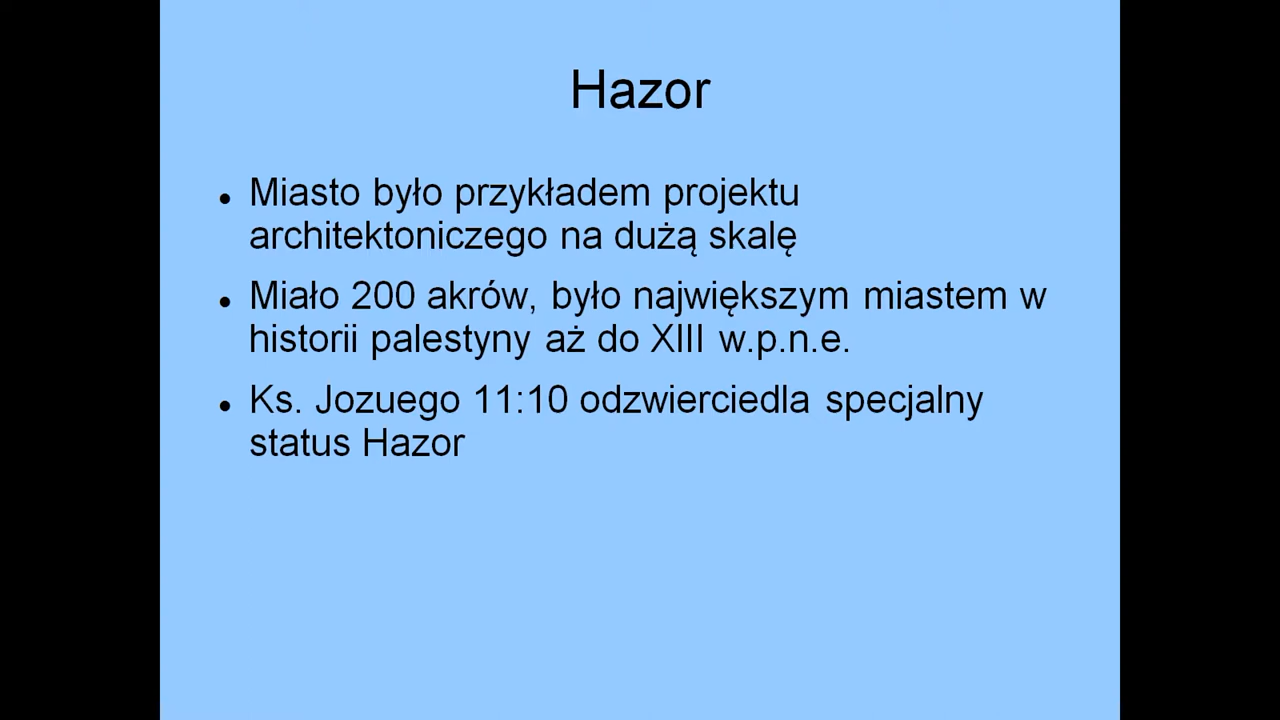 Hazor
• Miasto było przykładem projektu
architektoniczego na dużą skalę
• Miało 200 akrów, było największym miastem w
historii palestyny aż do XIII w.p.n.e.
• Ks. Jozuego 11:10 odzwierciedla specjalny
status Hazor